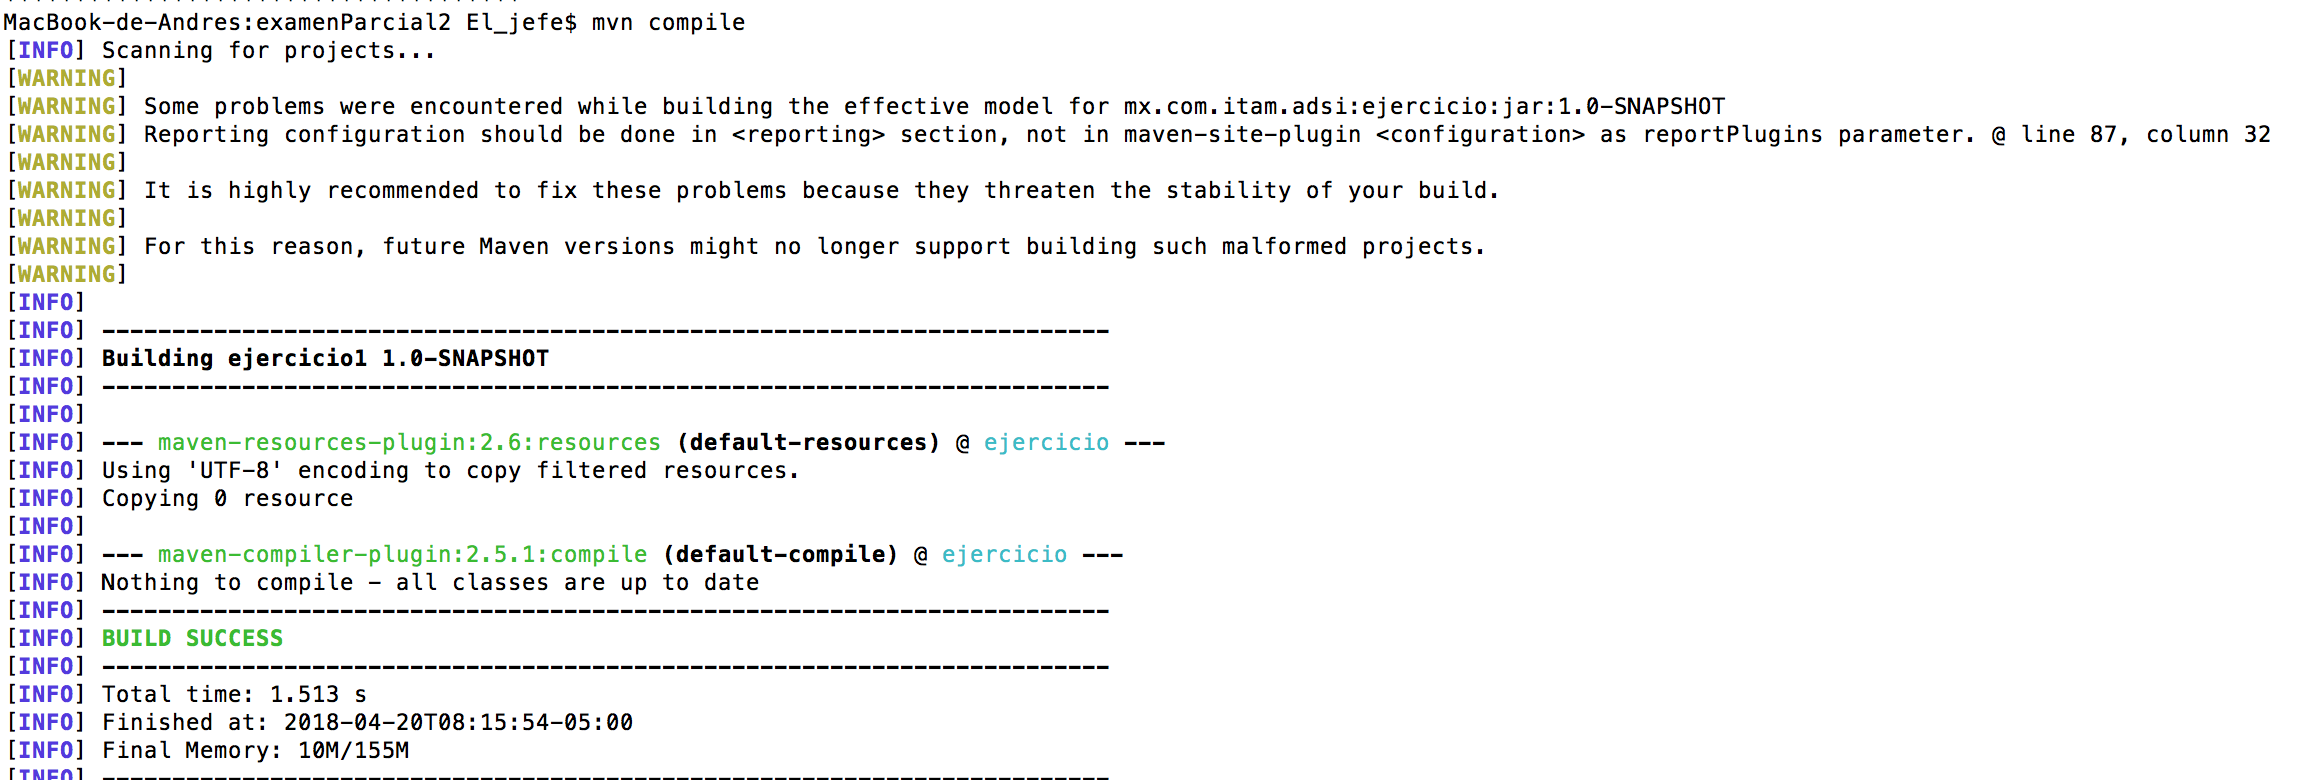 MacBook-de-Andres:examenParcial2 El_jefe$ mvn compile
[INFO] Scanning for projects...
[WARNING]
[WARNING] Some problems were encountered while building the effective model for mx.com.itam.adsi:ejercicio:jar:1.0-SNAPSHOT
[WARNING] Reporting configuration should be done in <reporting> section, not in maven-site-plugin <configuration> as reportPlugins parameter. @ line 87, column 32
[WARNING]
[WARNING] It is highly recommended to fix these problems because they threaten the stability of your build.
[WARNING]
[WARNING] For this reason, future Maven versions might no longer support building such malformed projects.
[WARNING]
[INFO]
[INFO] ------------------------------------------------------------------------
[INFO] Building ejercicio1 1.0-SNAPSHOT
[INFO] ------------------------------------------------------------------------
[INFO]
[INFO] --- maven-resources-plugin:2.6:resources (default-resources) @ ejercicio ---
[INFO] Using 'UTF-8' encoding to copy filtered resources.
[INFO] Copying 0 resource
[INFO]
[INFO] --- maven-compiler-plugin:2.5.1:compile (default-compile) @ ejercicio ---
[INFO] Nothing to compile - all classes are up to date
[INFO] ------------------------------------------------------------------------
[INFO] BUILD SUCCESS
[INFO] ------------------------------------------------------------------------
[INFO] Total time: 1.513 s
[INFO] Finished at: 2018-04-20T08:15:54-05:00
[INFO] Final Memory: 10M/155M
[INFO] ------------------------------------------------------------------------